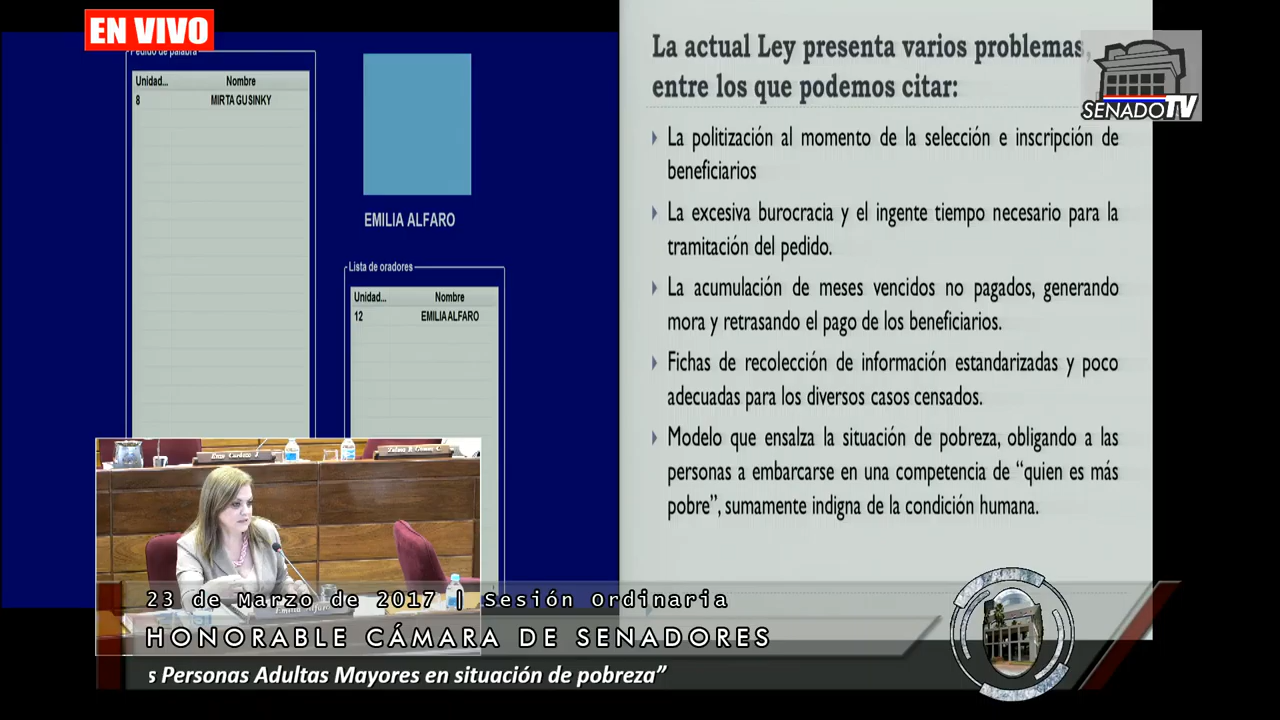 EN VIVO
Pedido de palabra
Unidad... Nombre
8 MIRTA GUSINKY
EMILIA ALFARO
Lista de oradores
Unidad... Nombre
12 EMILIA ALFARO
La actual Ley presenta varios problemas,
entre los que podemos citar:
SENADO TV
La politización al momento de la selección e inscripción de
beneficiarios
La excesiva burocracia y el ingente tiempo necesario para la
tramitación del pedido.
La acumulación de meses vencidos no pagados, generando
mora y retrasando el pago de los beneficiarios.
Fichas de recolección de información estandarizadas y poco
adecuadas para los diversos casos censados.
Modelo que ensalza la situación de pobreza, obligando a las
personas a embarcarse en una competencia de “quien es más
pobre”, sumamente indigna de la condición humana.
23 de Marzo de 2017 | Sesión Ordinaria
HONORABLE CÁMARA DE SENADORES
s Personas Adultas Mayores en situación de pobreza”